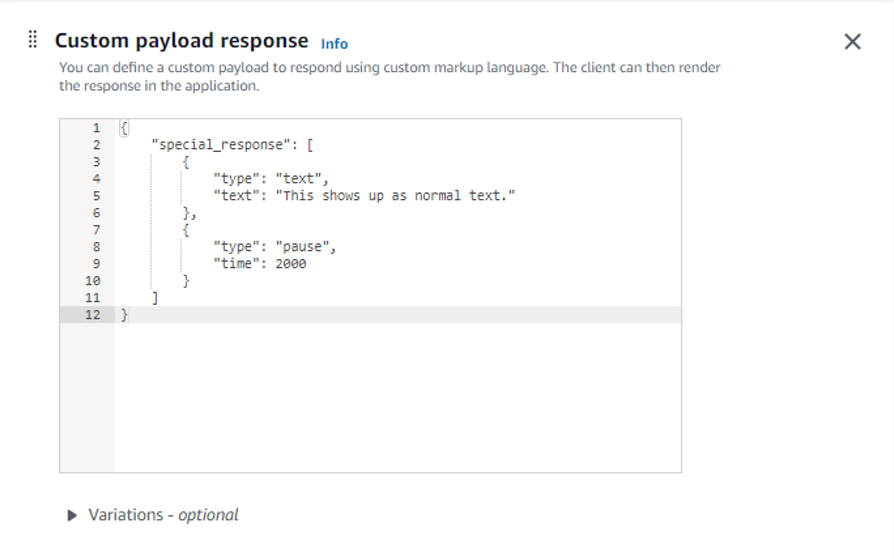 Custom payload response Info
You can define a custom payload to respond using custom markup language. The client can then render
the response in the application.
1 {
2     "special_response": [
3         {
4             "type": "text",
5             "text": "This shows up as normal text."
6         },
7         {
8             "type": "pause",
9             "time": 2000
10         }
11     ]
12 }
Variations - optional